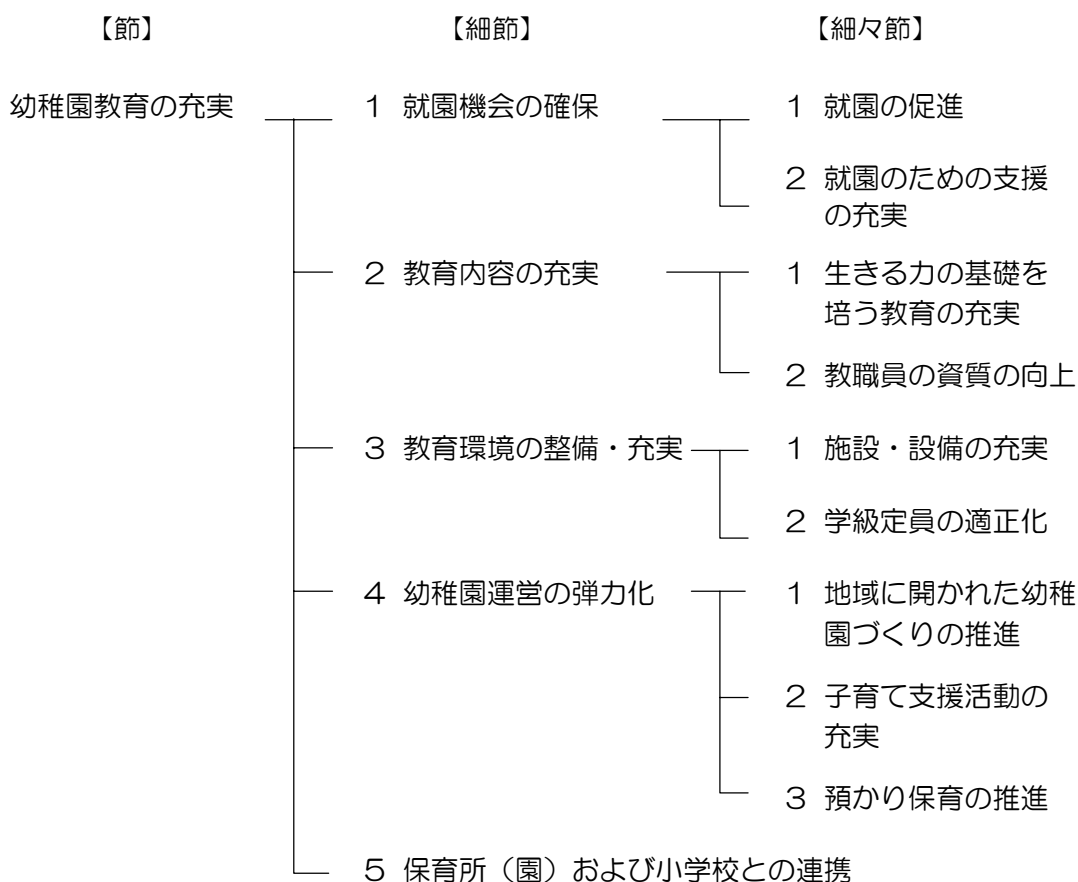 【節】 【細節】 【細々節】
幼稚園教育の充実 1 就園機会の確保 1 就園の促進
2 就園のための支援
の充実
2 教育内容の充実 1 生きる力の基礎を
培う教育の充実
2 教職員の資質の向上
3 教育環境の整備・充実 1 施設・設備の充実
2 学級定員の適正化
4 幼稚園運営の弾力化 1 地域に開かれた幼稚
園づくりの推進
2 子育て支援活動の
充実
3 預かり保育の推進
5 保育所(園)および小学校との連携